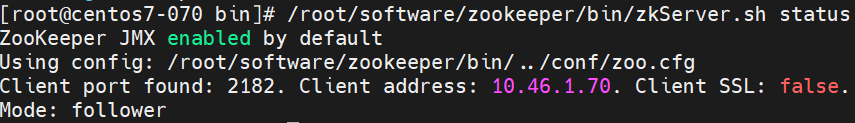 [root@centos7-070 bin]# /root/software/zookeeper/bin/zkServer.sh status
ZooKeeper JMX enabled by default
Using config: /root/software/zookeeper/bin/../conf/zoo.cfg
Client port found: 2182. Client address: 10.46.1.70. Client SSL: false.
Mode: follower